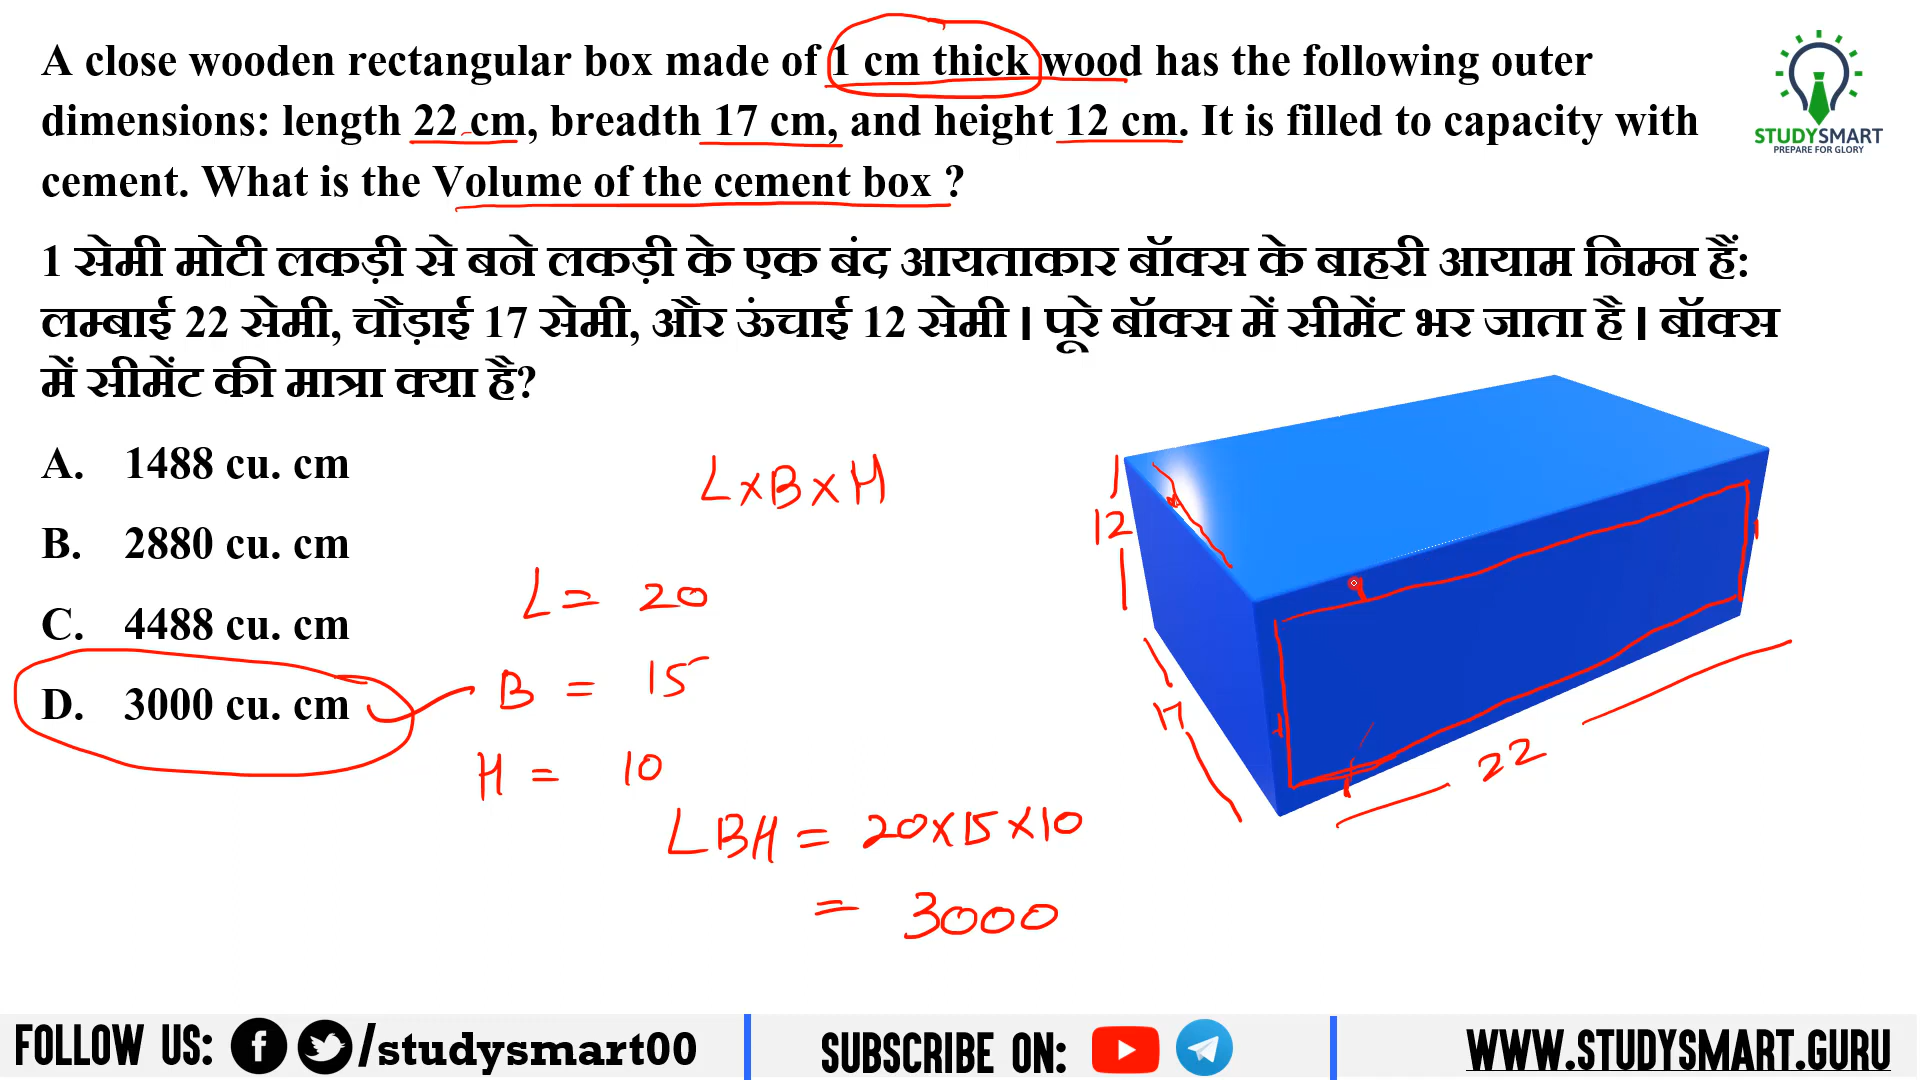 A close wooden rectangular box made of 1 cm thick wood has the following outer
dimensions: length 22 cm, breadth 17 cm, and height 12 cm. It is filled to capacity with
cement. What is the Volume of the cement box ?
STUDYSMART
PREPARE FOR GLORY
1 सेमी मोटी लकड़ी से बने लकड़ी के एक बंद आयताकार बॉक्स के बाहरी आयाम निम्न हैं:
लम्बाई 22 सेमी, चौड़ाई 17 सेमी, और ऊंचाई 12 सेमी । पूरे बॉक्स में सीमेंट भर जाता है । बॉक्स
में सीमेंट की मात्रा क्या है?
A. 1488 cu. cm
B. 2880 cu. cm
C. 4488 cu. cm
D. 3000 cu. cm
L×B×H
L = 20
B = 15
H = 10
LBH = 20×15×10
= 3000
12
17
22
FOLLOW US: /studysmart00
SUBSCRIBE ON:
WWW.STUDYSMART.GURU